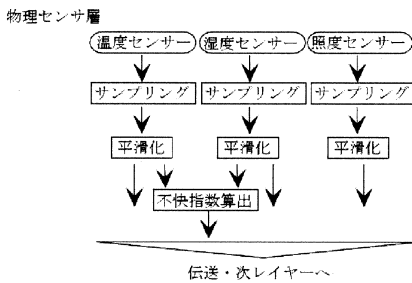 物理センサ層
温度センサー 湿度センサー 照度センサー
サンプリング サンプリング サンプリング
平滑化 平滑化 平滑化
不快指数算出
伝送・次レイヤーへ